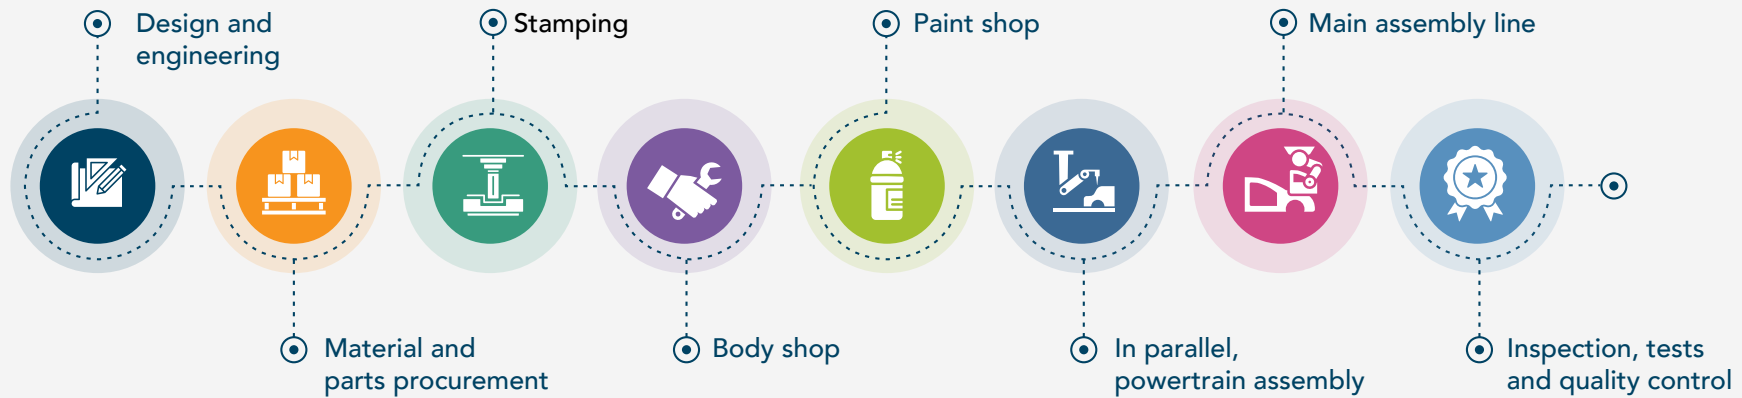 Design and
engineering
Material and
parts procurement
Stamping
Body shop
Paint shop
In parallel,
powertrain assembly
Main assembly line
Inspection, tests
and quality control